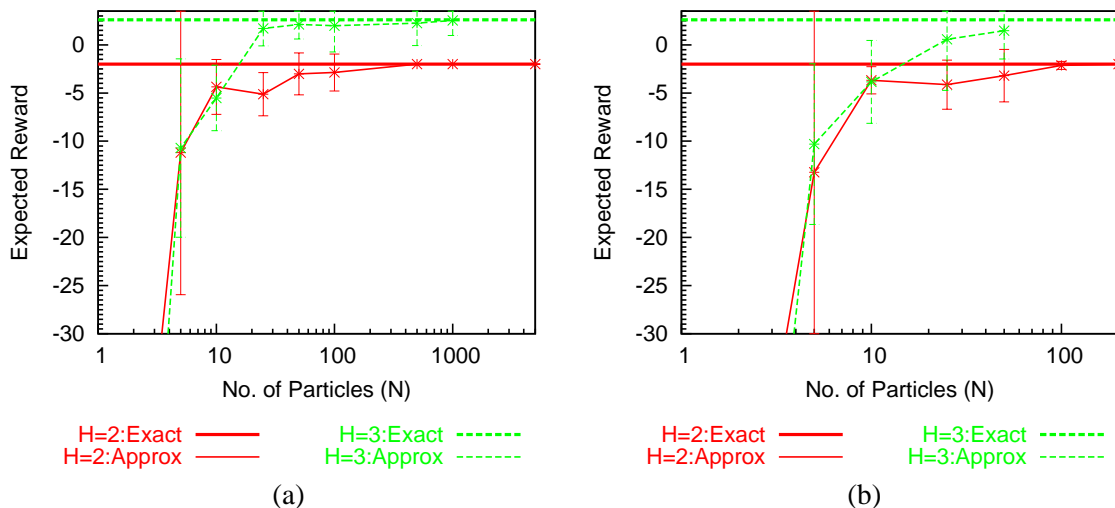 0
-5
-10
-15
-20
-25
-30
Expected Reward
1 10 100 1000
No. of Particles (N)
H=2:Exact H=3:Exact
H=2:Approx H=3:Approx
(a)
0
-5
-10
-15
-20
-25
-30
Expected Reward
1 10 100
No. of Particles (N)
H=2:Exact H=3:Exact
H=2:Approx H=3:Approx
(b)